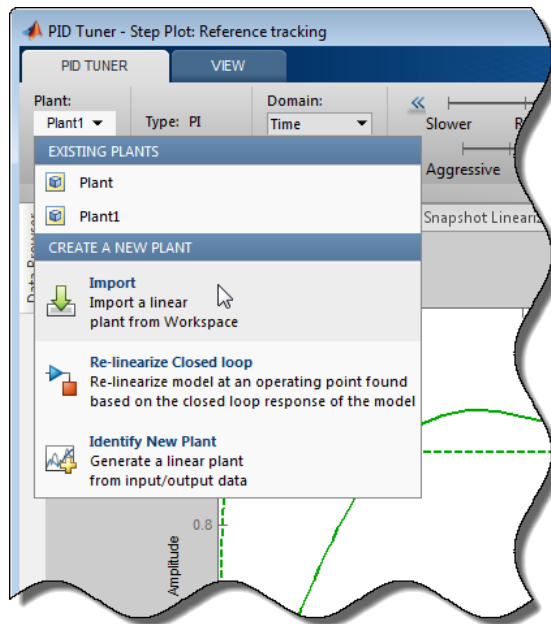 PID Tuner - Step Plot: Reference tracking
PID TUNER VIEW
Plant: Domain:
Plant1 Type: PI Time
Slower
Aggressive
EXISTING PLANTS
Plant
Plant1
Snapshot
CREATE A NEW PLANT
Data Browser
Import
Import a linear
plant from Workspace
Re-linearize Closed loop
Re-linearize model at an operating point found
based on the closed loop response of the model
Identify New Plant
Generate a linear plant
from input/output data
0.8
Amplitude